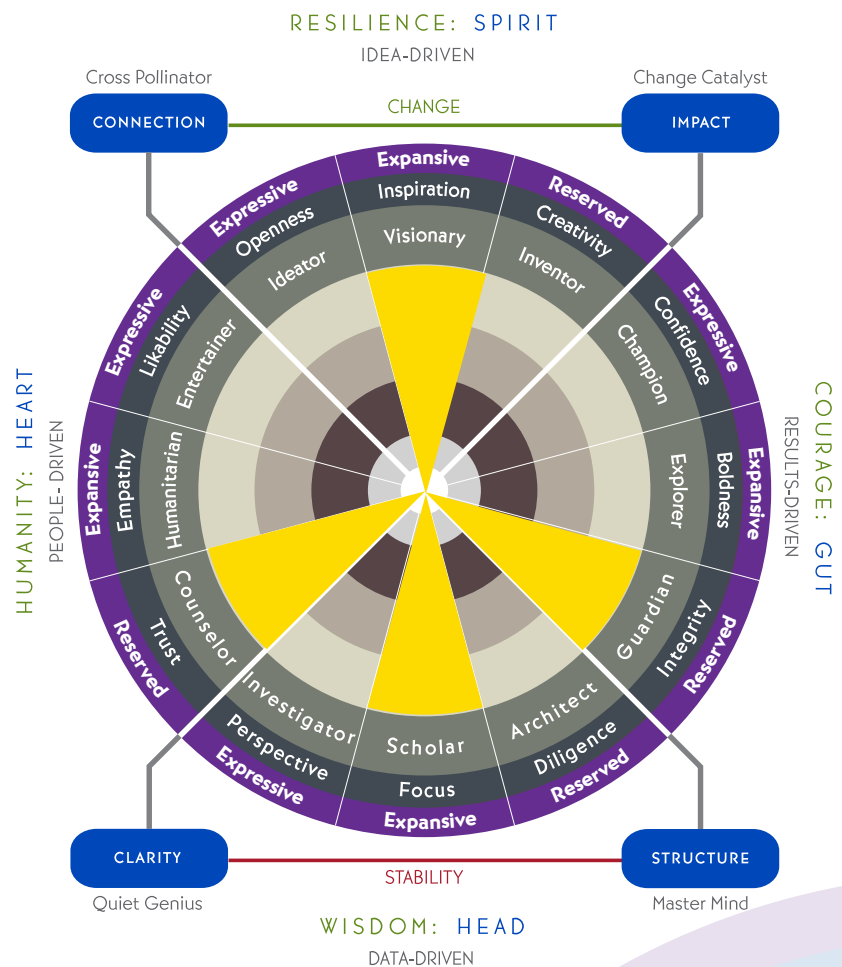 RESILIENCE: SPIRIT
IDEA-DRIVEN
Cross Pollinator
Change Catalyst
CONNECTION
CHANGE
IMPACT
Expansive
Inspiration
Visionary
Reserved
Creativity
Inventor
Expressive
Confidence
Champion
Expansive
Boldness
Explorer
Reserved
Integrity
Guardian
Reserved
Diligence
Architect
Expansive
Focus
Scholar
Expressive
Perspective
Investigator
Reserved
Trust
Counselor
Expansive
Empathy
Humanitarian
Expressive
Likability
Entertainer
Expressive
Openness
Ideator
HUMANITY: HEART
PEOPLE- DRIVEN
COURAGE: GUT
RESULTS-DRIVEN
CLARITY
STABILITY
STRUCTURE
Quiet Genius
Master Mind
WISDOM: HEAD
DATA-DRIVEN